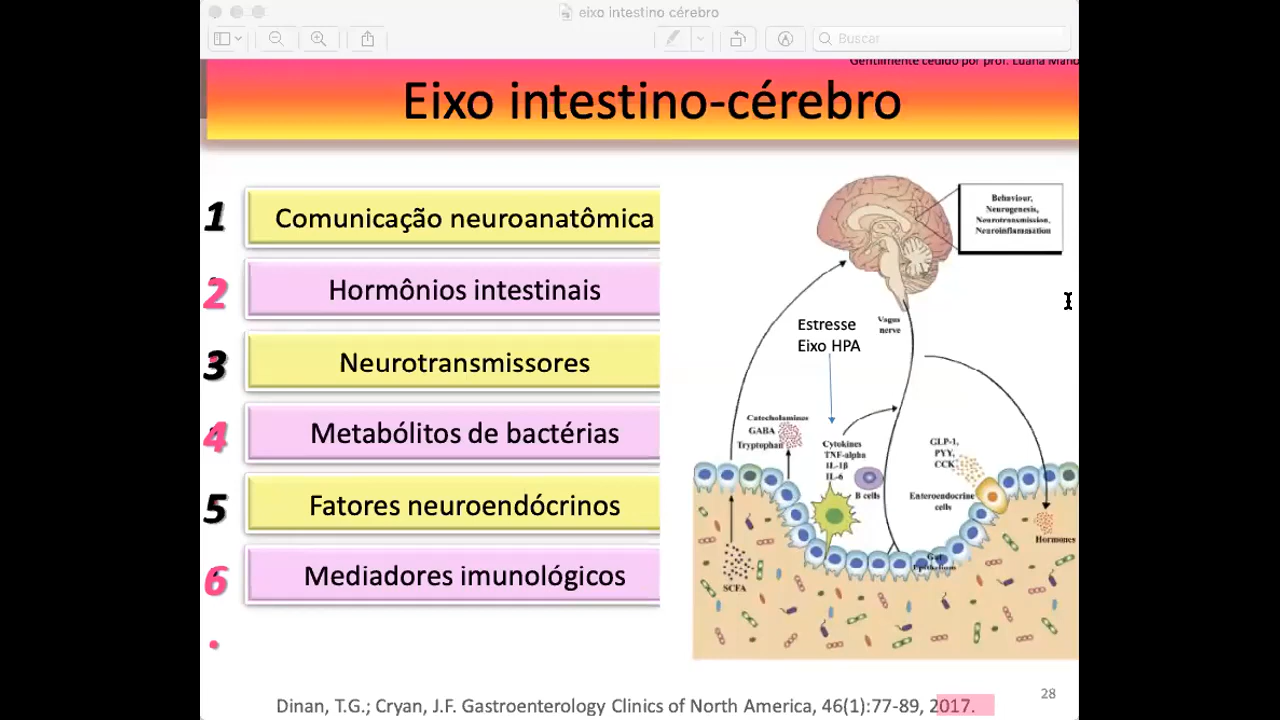 eixo intestino cérebro
Buscar
Gentilmente cedido por prof. Luana Mano
Eixo intestino-cérebro
1 Comunicação neuroanatômica
2 Hormônios intestinais
3 Neurotransmissores
4 Metabólitos de bactérias
5 Fatores neuroendócrinos
6 Mediadores imunológicos
.
Behaviour,
Neurogenesis,
Neurotransmission,
Neuroinflammation
Vagus
nerve
Estresse
Eixo HPA
Catecholamines
GABA
Tryptophan
Cytokines
TNF-alpha
IL-1β
IL-6
B cells
GLP-1,
PYY,
CCK
Enteroendocrine
cells
Hormones
Gut
Epithelium
SCFA
28
Dinan, T.G.; Cryan, J.F. Gastroenterology Clinics of North America, 46(1):77-89, 2017.